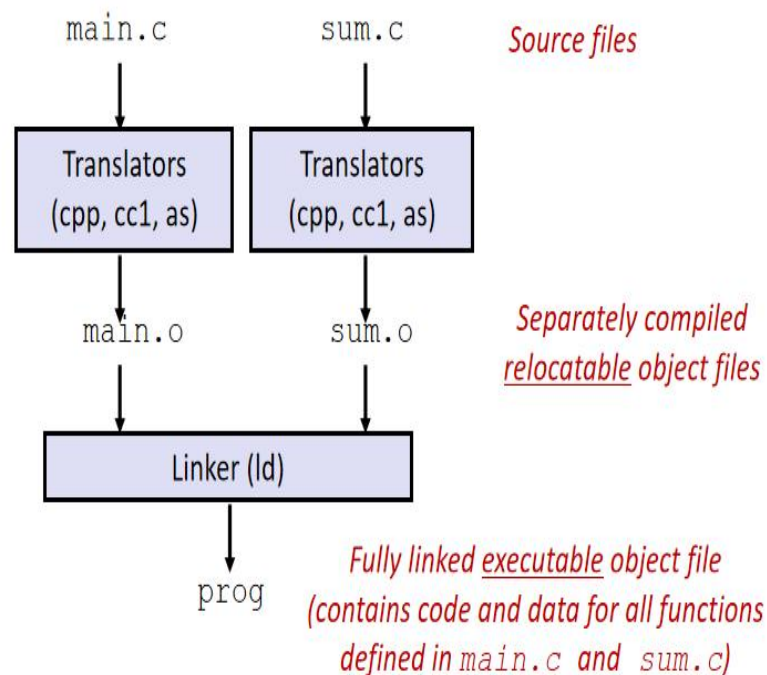 main.c
sum.c
Source files
Translators
(cpp, cc1, as)
Translators
(cpp, cc1, as)
main.o
sum.o
Separately compiled
relocatable object files
Linker (ld)
prog
Fully linked executable object file
(contains code and data for all functions
defined in main.c and sum.c)